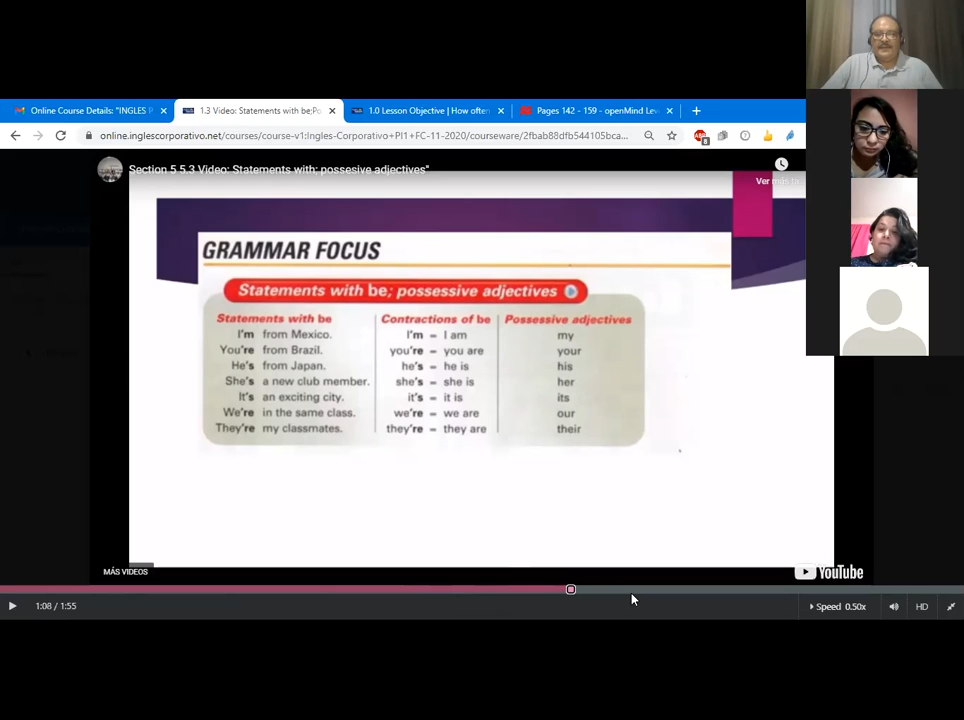 Online Course Details: "INGLES P
1.3 Video: Statements with be;Po
1.0 Lesson Objective | How often
Pages 142 - 159 - openMind Lev
online.inglescorporativo.net/courses/course-v1:Ingles-Corporativo+PI1+FC-11-2020/courseware/2fbab88dfb544105bca...
8
Section 5 5.3 Video: Statements with; possesive adjectives"
Ver más
GRAMMAR FOCUS
Statements with be; possessive adjectives
Statements with be Contractions of be Possessive adjectives
I'm from Mexico. I'm = I am my
You're from Brazil. you're = you are your
He's from Japan. he's = he is his
She's a new club member. she's = she is her
It's an exciting city. it's = it is its
We're in the same class. we're = we are our
They're my classmates. they're = they are their
MÁS VIDEOS
YouTube
1:08 / 1:55
Speed 0.50x
HD